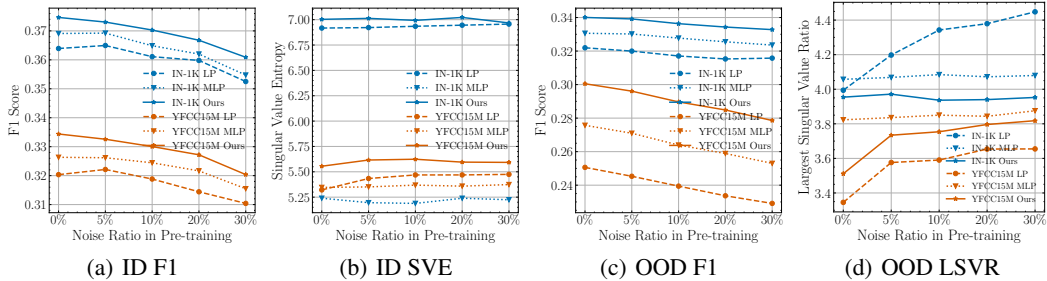 F1 Score
0.37
0.36
0.35
0.34
0.33
0.32
0.31
IN-1K LP
IN-1K MLP
IN-1K Ours
YFCC15M LP
YFCC15M MLP
YFCC15M Ours
0% 5% 10% 20% 30%
Noise Ratio in Pre-training
(a) ID F1
Singular Value Entropy
7.00
6.75
6.50
6.25
6.00
5.75
5.50
5.25
IN-1K LP
IN-1K MLP
IN-1K Ours
YFCC15M LP
YFCC15M MLP
YFCC15M Ours
0% 5% 10% 20% 30%
Noise Ratio in Pre-training
(b) ID SVE
F1 Score
0.34
0.32
0.30
0.28
0.26
0.24
IN-1K LP
IN-1K MLP
IN-1K Ours
YFCC15M LP
YFCC15M MLP
YFCC15M Ours
0% 5% 10% 20% 30%
Noise Ratio in Pre-training
(c) OOD F1
Largest Singular Value Ratio
4.4
4.2
4.0
3.8
3.6
3.4
IN-1K LP
IN-1K MLP
IN-1K Ours
YFCC15M LP
YFCC15M MLP
YFCC15M Ours
0% 5% 10% 20% 30%
Noise Ratio in Pre-training
(d) OOD LSVR